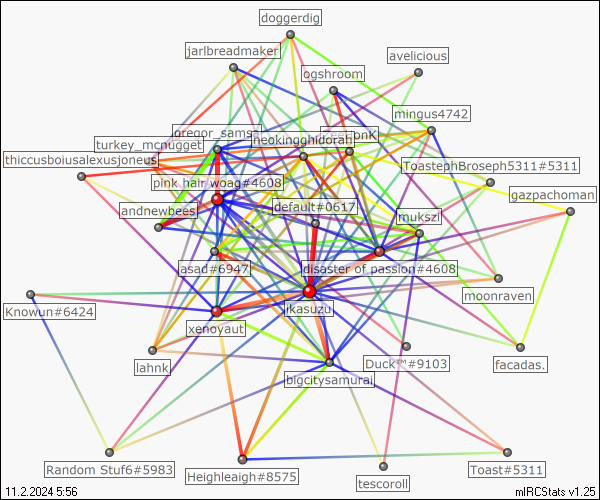 doggerdig
jarlbreadmaker
avelicious
ogshroom
mingus4742
gregor_samsa
neokingghidorah
turkey_mcnugget
thiccusboiusalexusjoneus
ToastephBroseph5311#5311
pink hair woag#4608
gazpachoman
default#0617
andnewbees
mukszi
asad#6947
disaster of passion#4608
moonraven
ikasuzu
Knowun#6424
xenoyaut
lahnk
Duck™#9103
facadas.
bigcitysamurai
Random Stuf6#5983
Heighleaigh#8575
tescoroll
Toast#5311
11.2.2024 5:56
mIRCStats v1.25